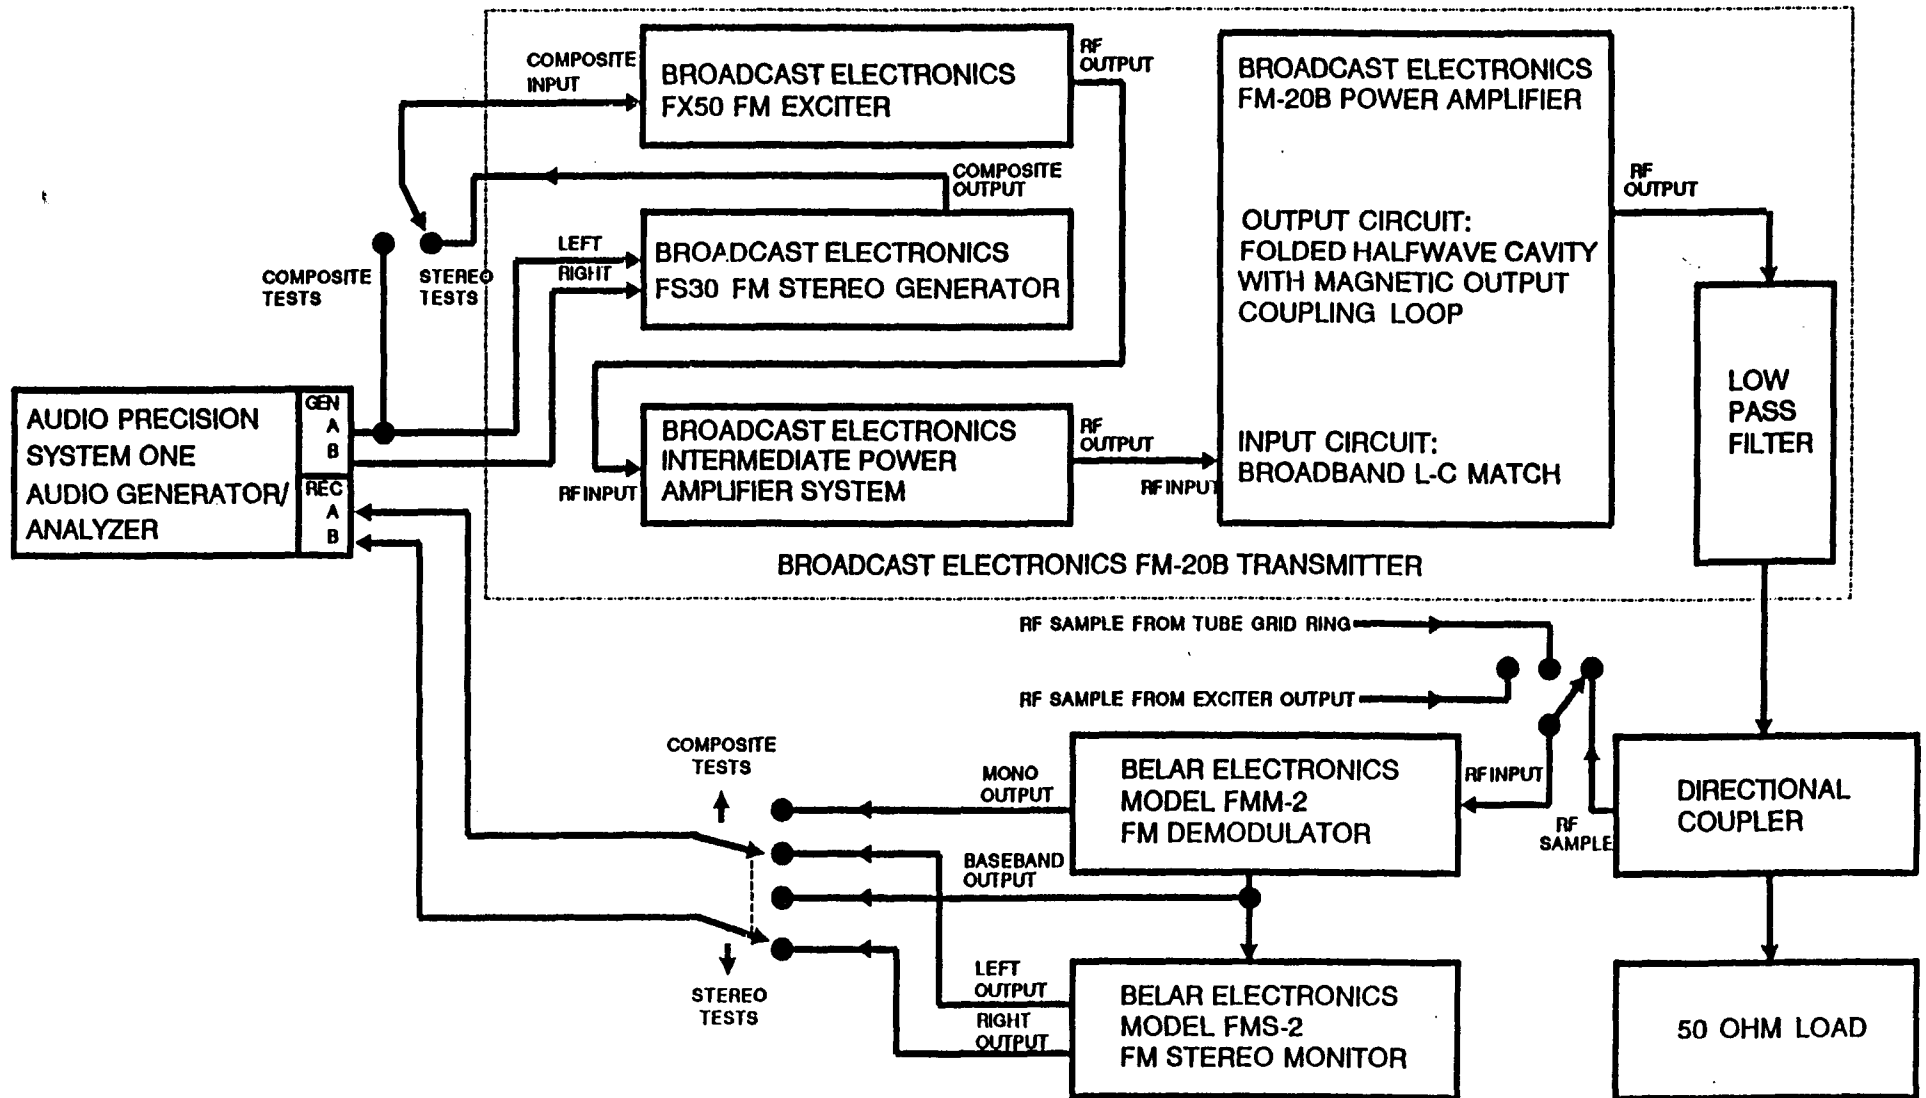 COMPOSITE
INPUT
BROADCAST ELECTRONICS
FX50 FM EXCITER
RF
OUTPUT
BROADCAST ELECTRONICS
FM-20B POWER AMPLIFIER
OUTPUT CIRCUIT:
FOLDED HALFWAVE CAVITY
WITH MAGNETIC OUTPUT
COUPLING LOOP
INPUT CIRCUIT:
BROADBAND L-C MATCH
RF
OUTPUT
COMPOSITE
OUTPUT
COMPOSITE
TESTS
STEREO
TESTS
LEFT
RIGHT
BROADCAST ELECTRONICS
FS30 FM STEREO GENERATOR
LOW
PASS
FILTER
AUDIO PRECISION
SYSTEM ONE
AUDIO GENERATOR/
ANALYZER
GEN
A
B
REC
A
B
RF INPUT
BROADCAST ELECTRONICS
INTERMEDIATE POWER
AMPLIFIER SYSTEM
RF
OUTPUT
RF INPUT
BROADCAST ELECTRONICS FM-20B TRANSMITTER
RF SAMPLE FROM TUBE GRID RING
RF SAMPLE FROM EXCITER OUTPUT
COMPOSITE
TESTS
MONO
OUTPUT
BELAR ELECTRONICS
MODEL FMM-2
FM DEMODULATOR
RF INPUT
RF
SAMPLE
DIRECTIONAL
COUPLER
BASEBAND
OUTPUT
STEREO
TESTS
LEFT
OUTPUT
RIGHT
OUTPUT
BELAR ELECTRONICS
MODEL FMS-2
FM STEREO MONITOR
50 OHM LOAD